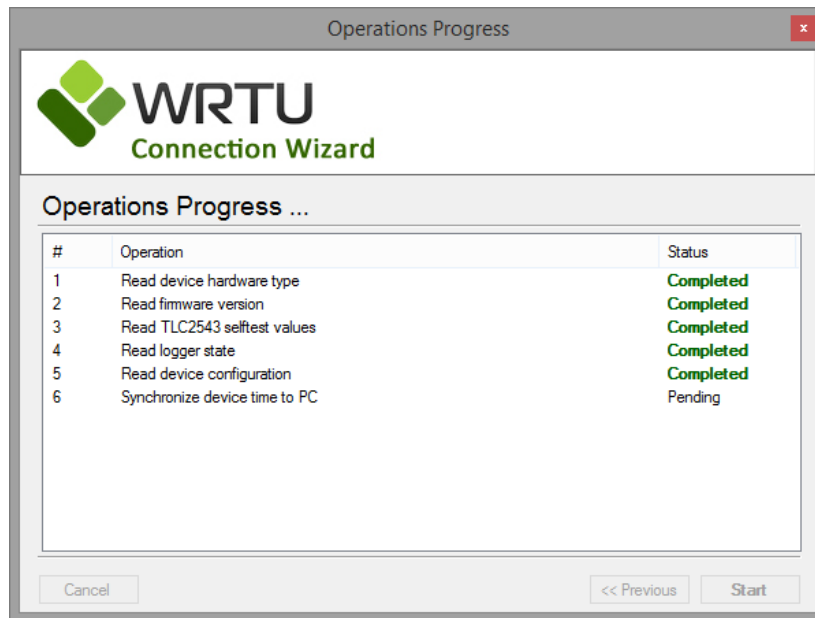 Operations Progress
x
WRTU
Connection Wizard
Operations Progress ...
# Operation Status
1 Read device hardware type Completed
2 Read firmware version Completed
3 Read TLC2543 selftest values Completed
4 Read logger state Completed
5 Read device configuration Completed
6 Synchronize device time to PC Pending
Cancel << Previous Start